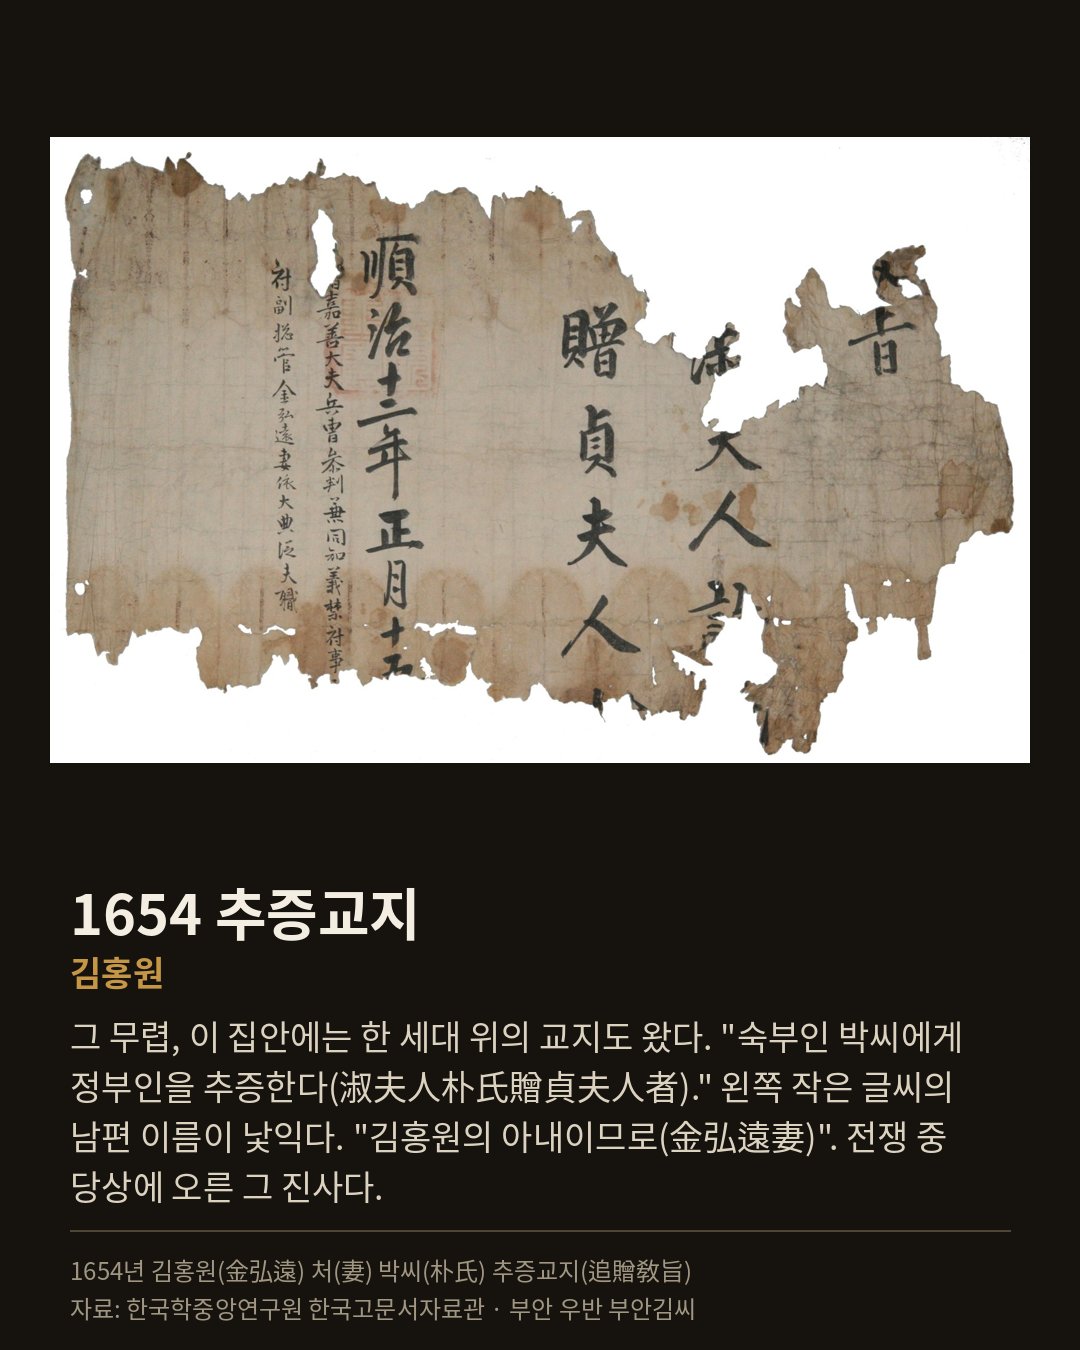 旨
淑夫人
贈貞夫人
順治十二年正月十五
嘉善大夫兵曹參判兼同知義禁府事
府副摠管金弘遠妻依大典從夫職
1654 추증교지
김홍원
그 무렵, 이 집안에는 한 세대 위의 교지도 왔다. "숙부인 박씨에게
정부인을 추증한다(淑夫人朴氏贈貞夫人者)." 왼쪽 작은 글씨의
남편 이름이 낯익다. "김홍원의 아내이므로(金弘遠妻)". 전쟁 중
당상에 오른 그 진사다.
1654년 김홍원(金弘遠) 처(妻) 박씨(朴氏) 추증교지(追贈敎旨)
자료: 한국학중앙연구원 한국고문서자료관 · 부안 우반 부안김씨